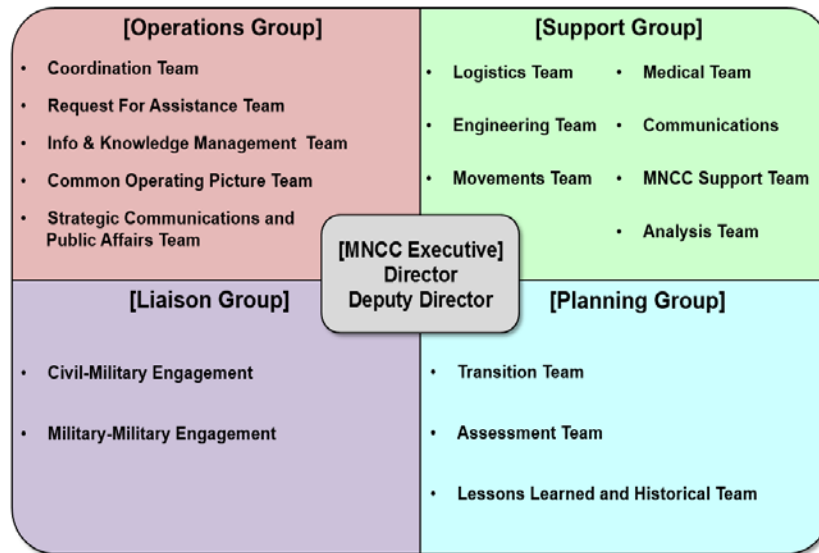 [Operations Group]
• Coordination Team
• Request For Assistance Team
• Info & Knowledge Management Team
• Common Operating Picture Team
• Strategic Communications and
Public Affairs Team
[Support Group]
• Logistics Team
• Engineering Team
• Movements Team
• Medical Team
• Communications
• MNCC Support Team
• Analysis Team
[MNCC Executive]
Director
Deputy Director
[Liaison Group]
• Civil-Military Engagement
• Military-Military Engagement
[Planning Group]
• Transition Team
• Assessment Team
• Lessons Learned and Historical Team